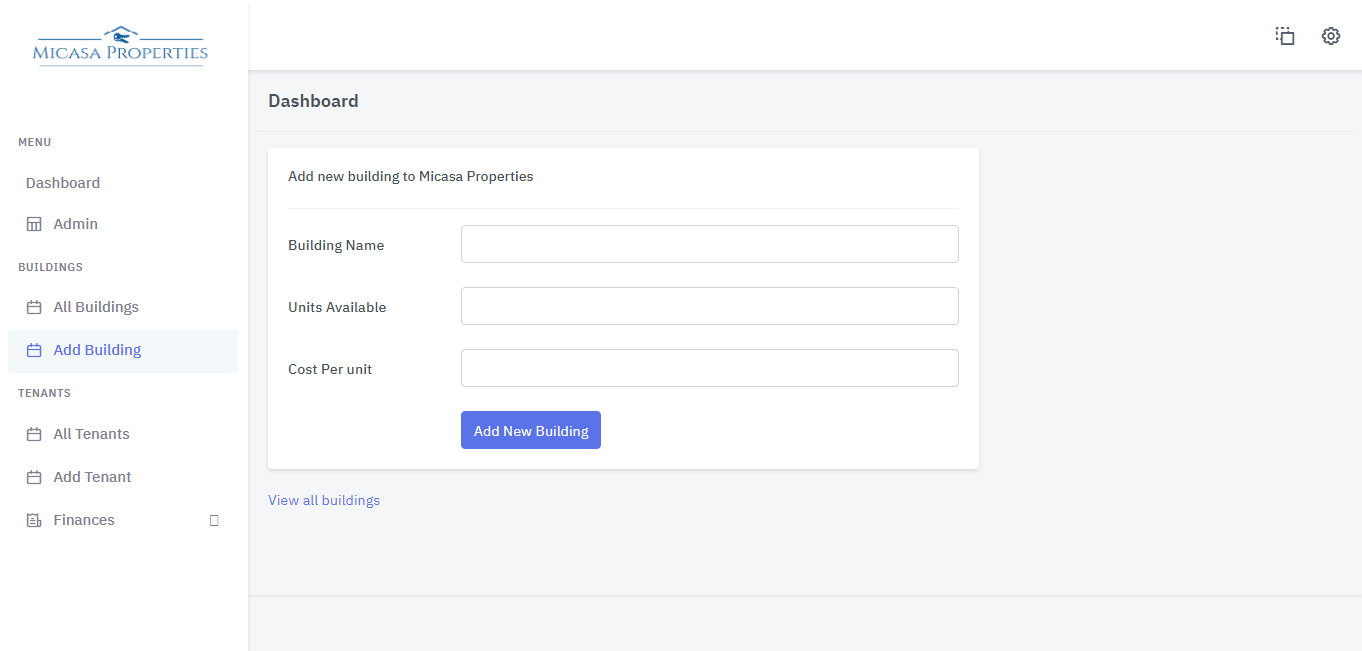 MICASA PROPERTIES
MENU
Dashboard
Admin
BUILDINGS
All Buildings
Add Building
TENANTS
All Tenants
Add Tenant
Finances
Dashboard
Add new building to Micasa Properties
Building Name
Units Available
Cost Per unit
Add New Building
View all buildings